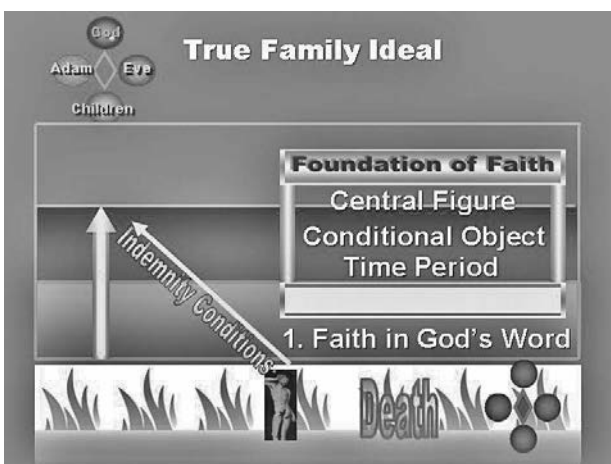 God
True Family Ideal
Adam Eve
Children
Foundation of Faith
Central Figure
Conditional Object
Time Period
Indemnity Conditions
1. Faith in God's Word
Death